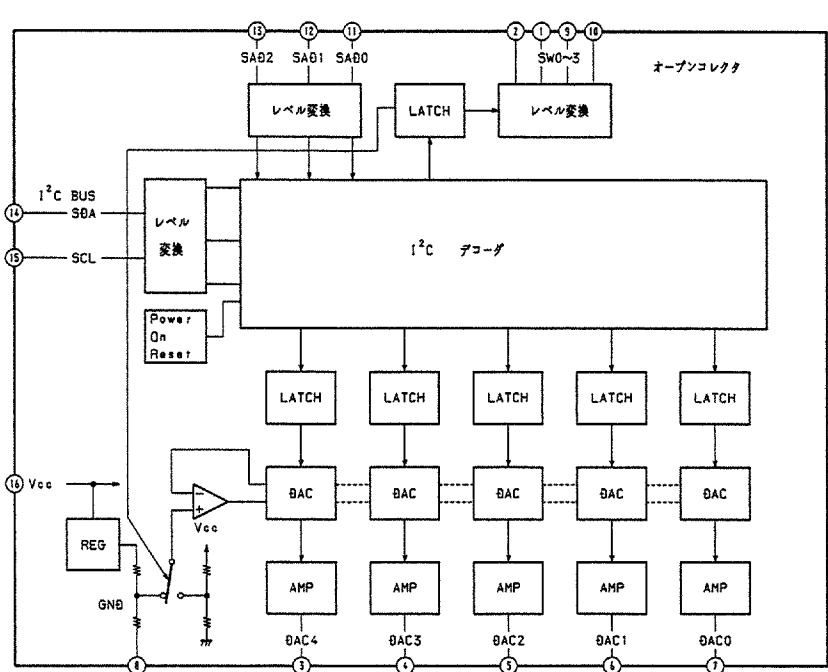 13 12 11 2 1 9 10
SAD2 SAD1 SAD0 SW0~3
オープンコレクタ
レベル変換 LATCH レベル変換
I²C BUS
14 SDA
レベル
変換
15 SCL
I²C デコーダ
Power
On
Reset
LATCH LATCH LATCH LATCH LATCH
16 Vcc
DAC DAC DAC DAC DAC
− 
+
Vcc
REG
AMP AMP AMP AMP AMP
GND
DAC4 DAC3 DAC2 DAC1 DAC0
8 3 4 5 6 7